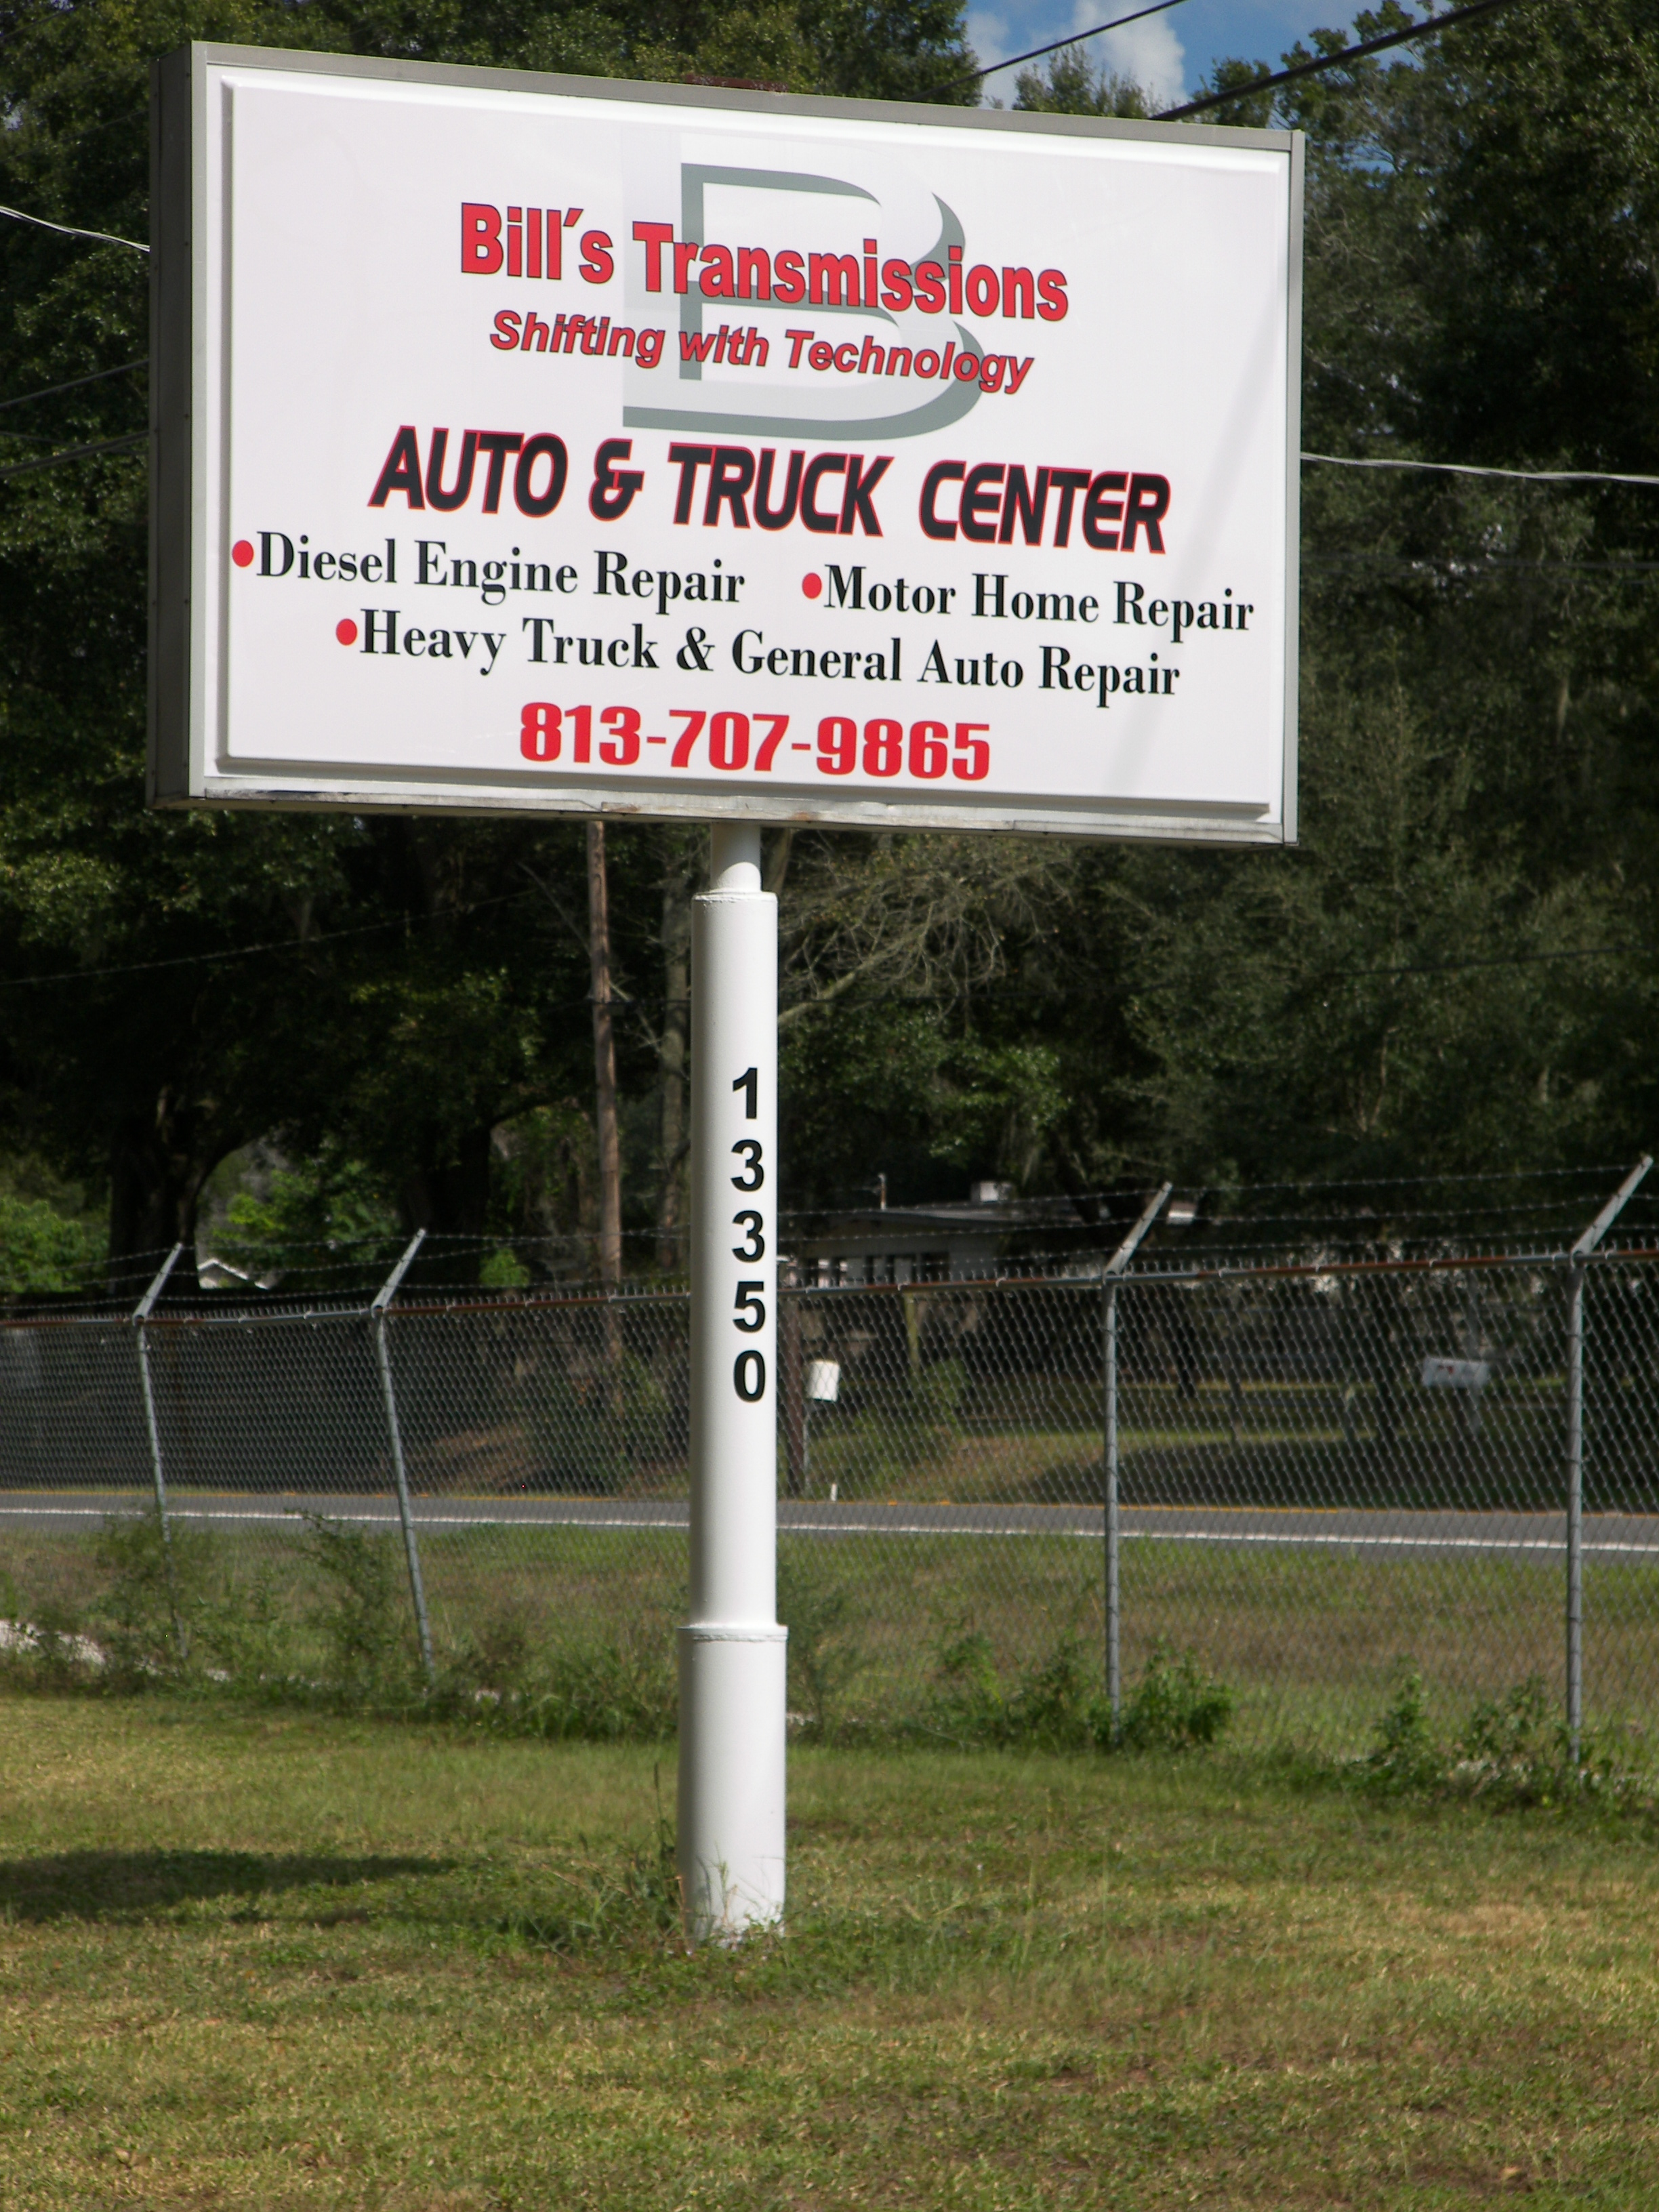 B
Bill´s Transmissions
Shifting with Technology
AUTO & TRUCK CENTER
•Diesel Engine Repair •Motor Home Repair
•Heavy Truck & General Auto Repair
813-707-9865
1
3
3
5
0